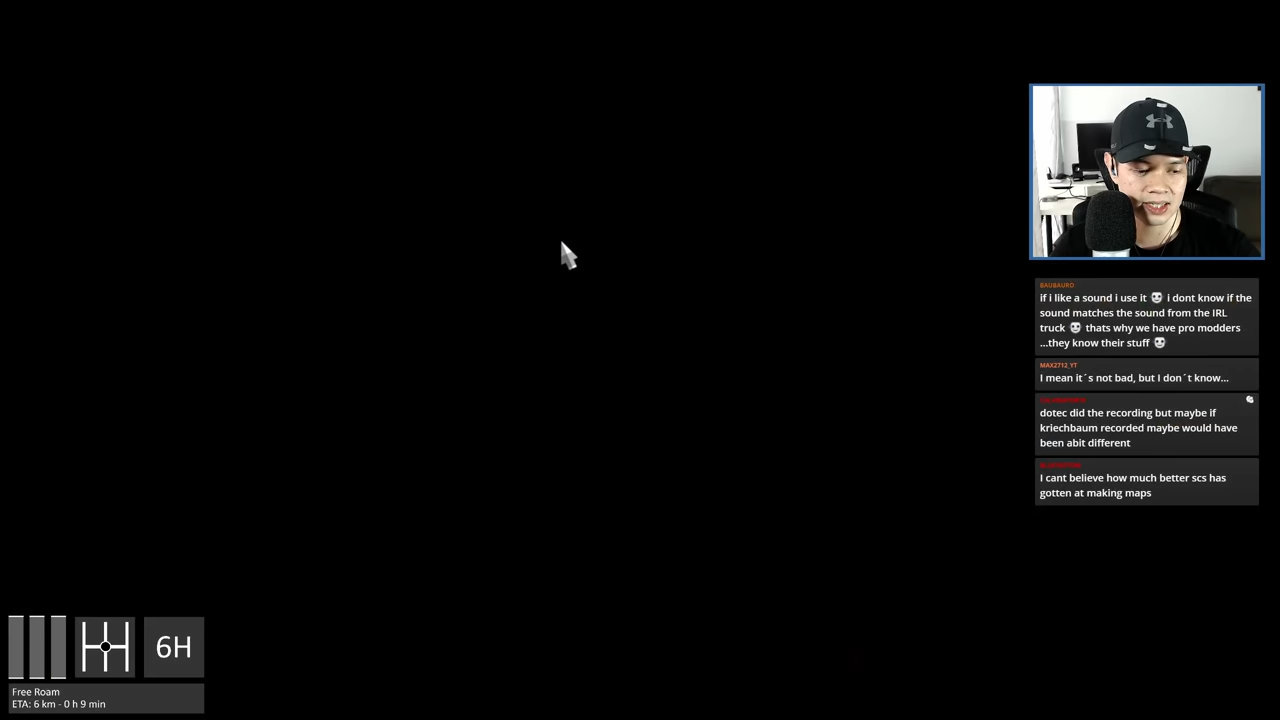 BAUBAURO
if i like a sound i use it i dont know if the
sound matches the sound from the IRL
truck thats why we have pro modders
...they know their stuff
MAX2712_YT
I mean it´s not bad, but I don´t know...
dotec did the recording but maybe if
kriechbaum recorded maybe would have
been abit different
I cant believe how much better scs has
gotten at making maps
6H
Free Roam
ETA: 6 km - 0 h 9 min